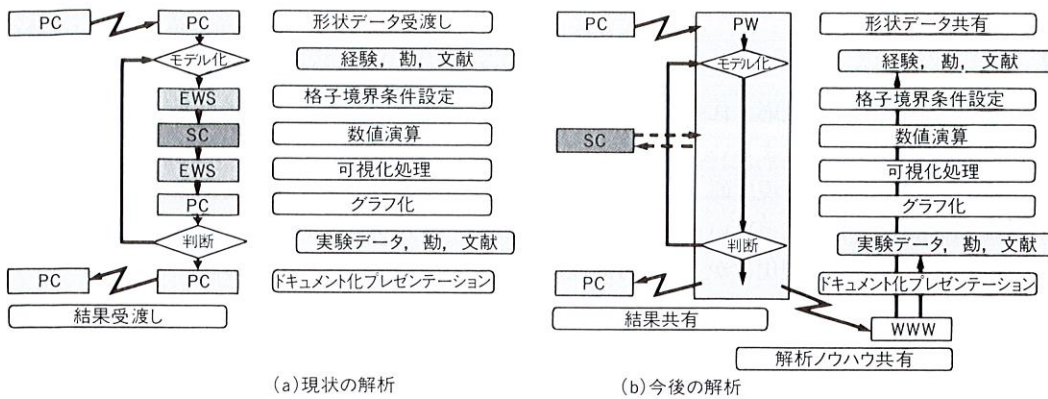 PC
PC
形状データ受渡し
モデル化
経験, 勘, 文献
EWS
格子境界条件設定
SC
数値演算
EWS
可視化処理
PC
グラフ化
判断
実験データ, 勘, 文献
PC
PC
ドキュメント化プレゼンテーション
結果受渡し
(a)現状の解析
PC
PW
形状データ共有
モデル化
経験, 勘, 文献
格子境界条件設定
SC
数値演算
可視化処理
グラフ化
判断
実験データ, 勘, 文献
PC
ドキュメント化プレゼンテーション
結果共有
WWW
解析ノウハウ共有
(b)今後の解析